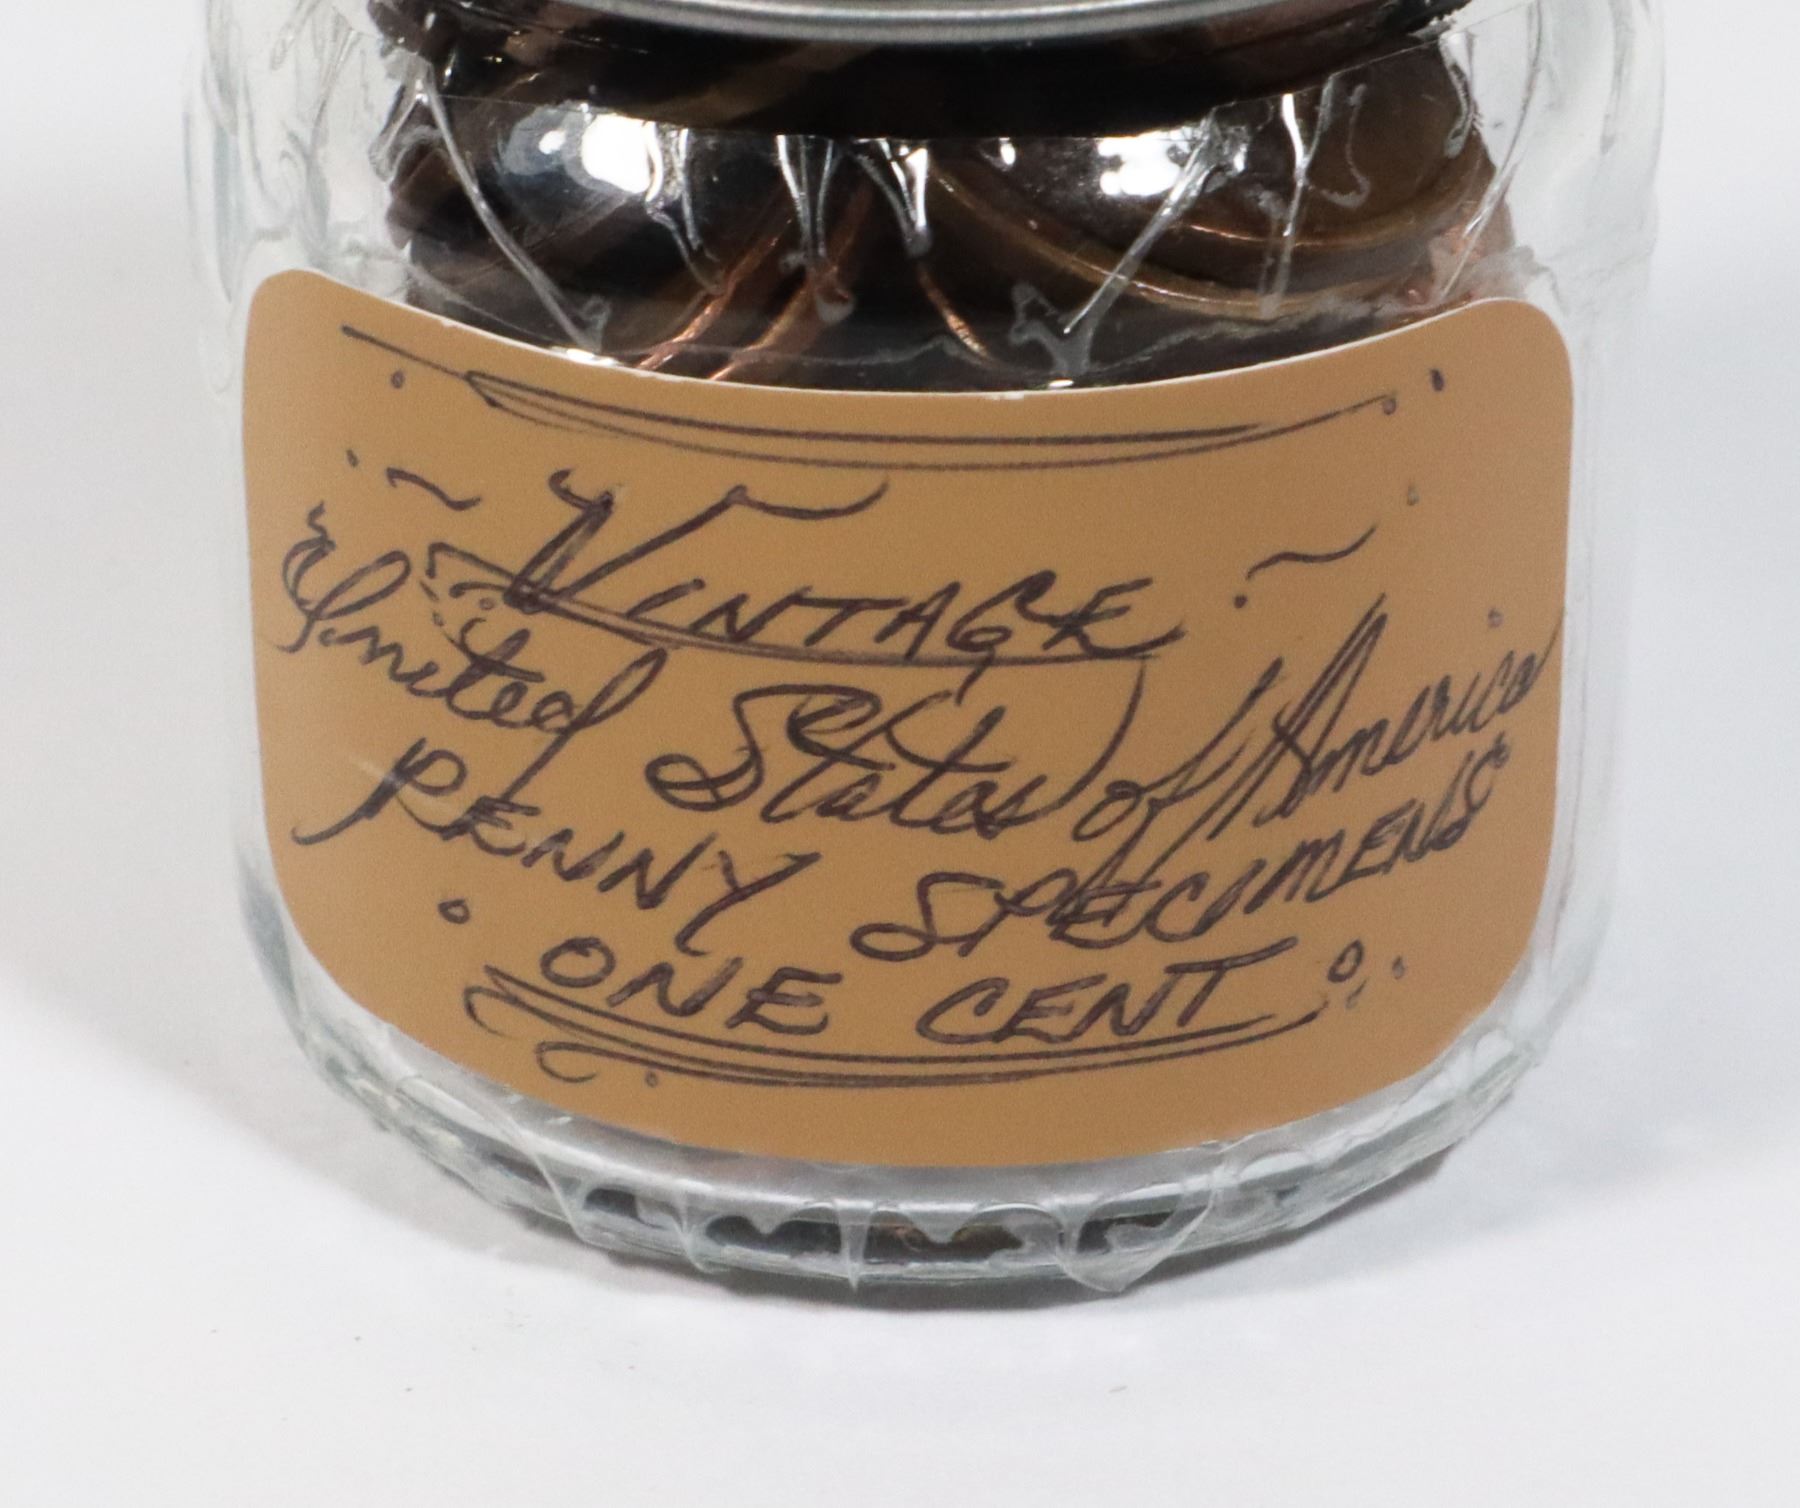 ~ VINTAGE ~
United States of America
PENNY SPECIMENS
ONE CENT